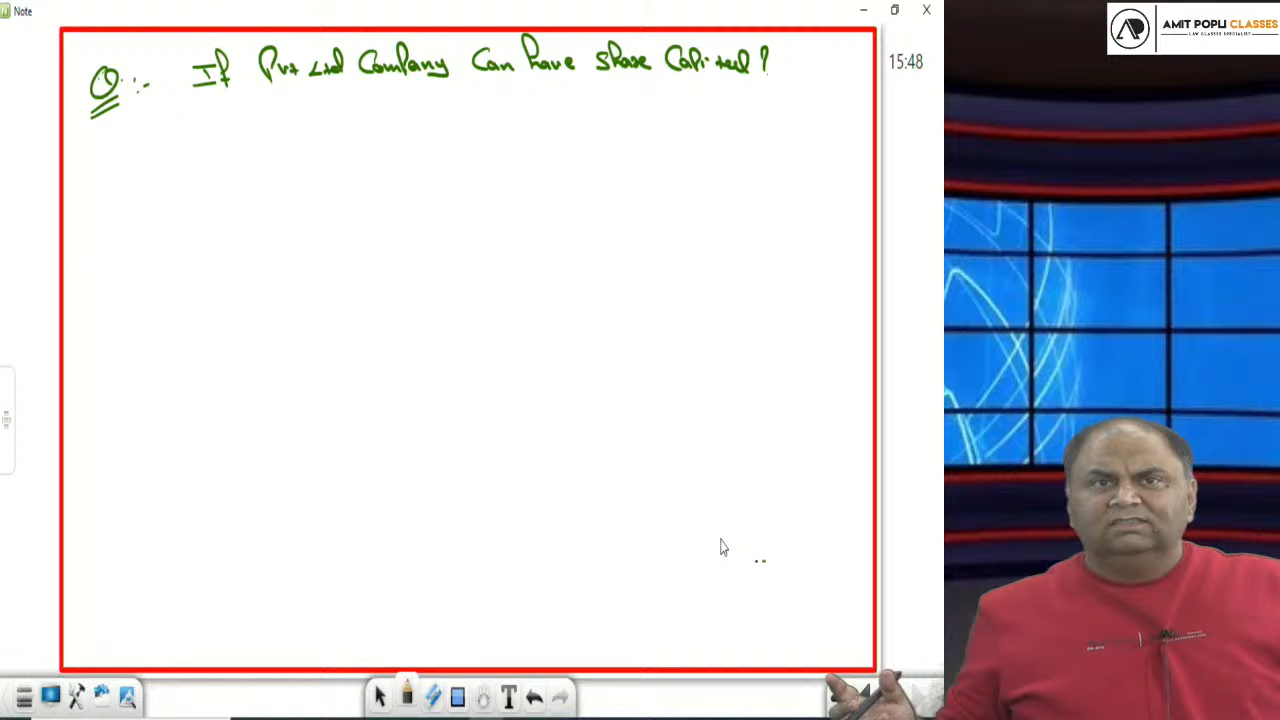 Note
AMIT POPLI CLASSES
LAW CLASSES SPECIALIST
15:48
Q:- If Pvt Ltd Company Can have share Capital?